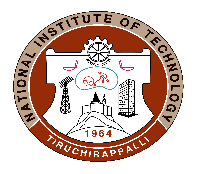 NATIONAL INSTITUTE OF TECHNOLOGY
1964
TIRUCHIRAPPALLI